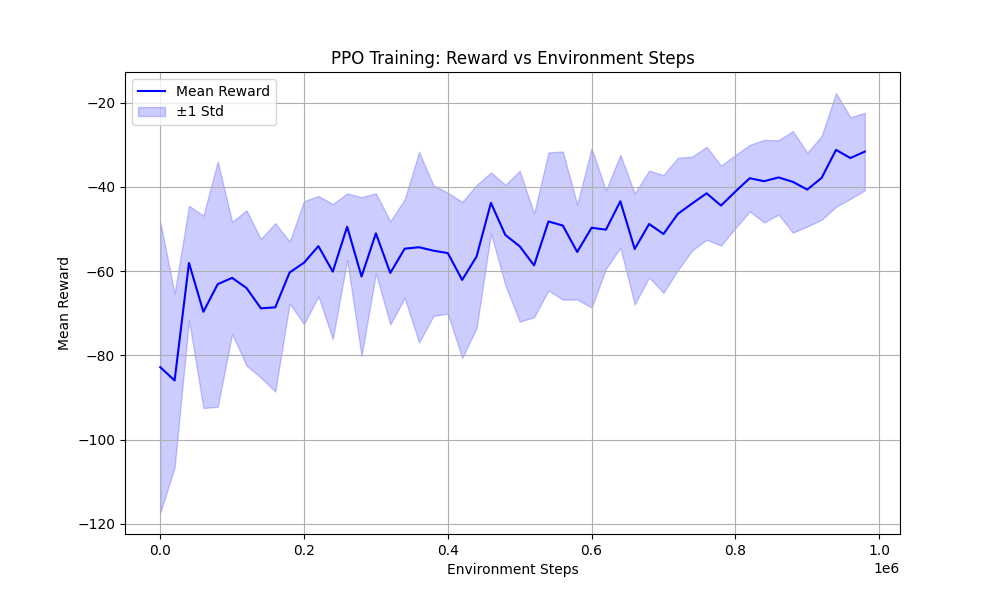 PPO Training: Reward vs Environment Steps
Mean Reward
±1 Std
Mean Reward
−20
−40
−60
−80
−100
−120
0.0 0.2 0.4 0.6 0.8 1.0
1e6
Environment Steps